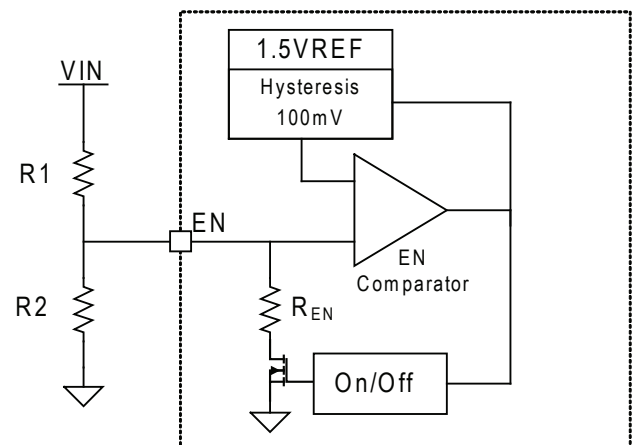 1.5VREF
Hysteresis
100mV
VIN
R1
EN
EN
Comparator
R2
REN
On/Off